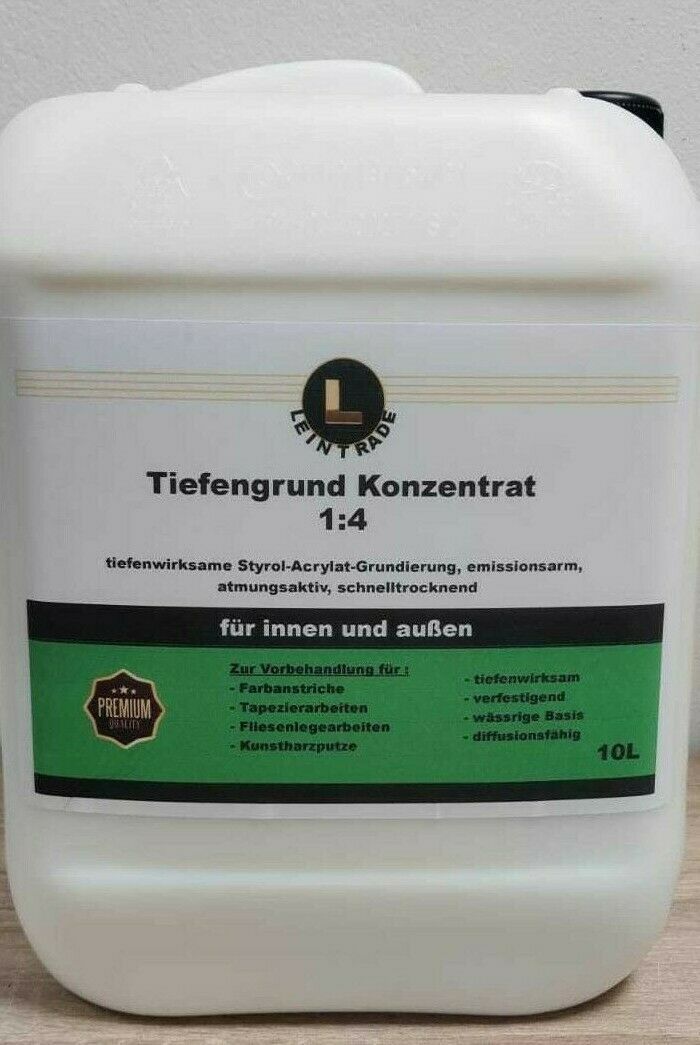 L
LEINTRADE
Tiefengrund Konzentrat
1:4
tiefenwirksame Styrol-Acrylat-Grundierung, emissionsarm,
atmungsaktiv, schnelltrocknend
für innen und außen
Zur Vorbehandlung für :
- Farbanstriche
- Tapezierarbeiten
- Fliesenlegearbeiten
- Kunstharzputze
- tiefenwirksam
- verfestigend
- wässrige Basis
- diffusionsfähig
PREMIUM
QUALITY
10L